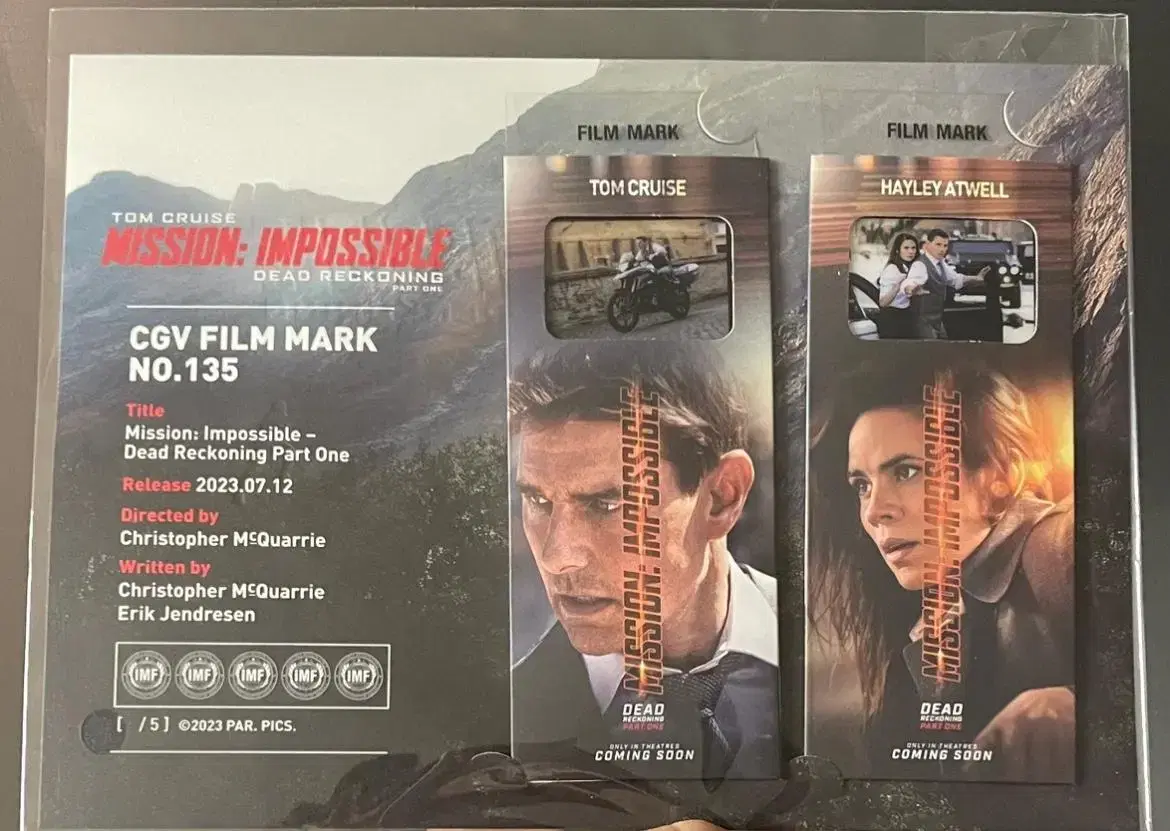 TOM CRUISE
MISSION: IMPOSSIBLE
DEAD RECKONING
PART ONE
CGV FILM MARK
NO.135
Title
Mission: Impossible –
Dead Reckoning Part One
Release 2023.07.12
Directed by
Christopher McQuarrie
Written by
Christopher McQuarrie
Erik Jendresen
IMF IMF IMF IMF IMF
[ /5] ©2023 PAR. PICS.
FILM MARK
TOM CRUISE
MISSION: IMPOSSIBLE
DEAD
RECKONING
PART ONE
ONLY IN THEATRES
COMING SOON
FILM MARK
HAYLEY ATWELL
MISSION: IMPOSSIBLE
DEAD
RECKONING
PART ONE
ONLY IN THEATRES
COMING SOON